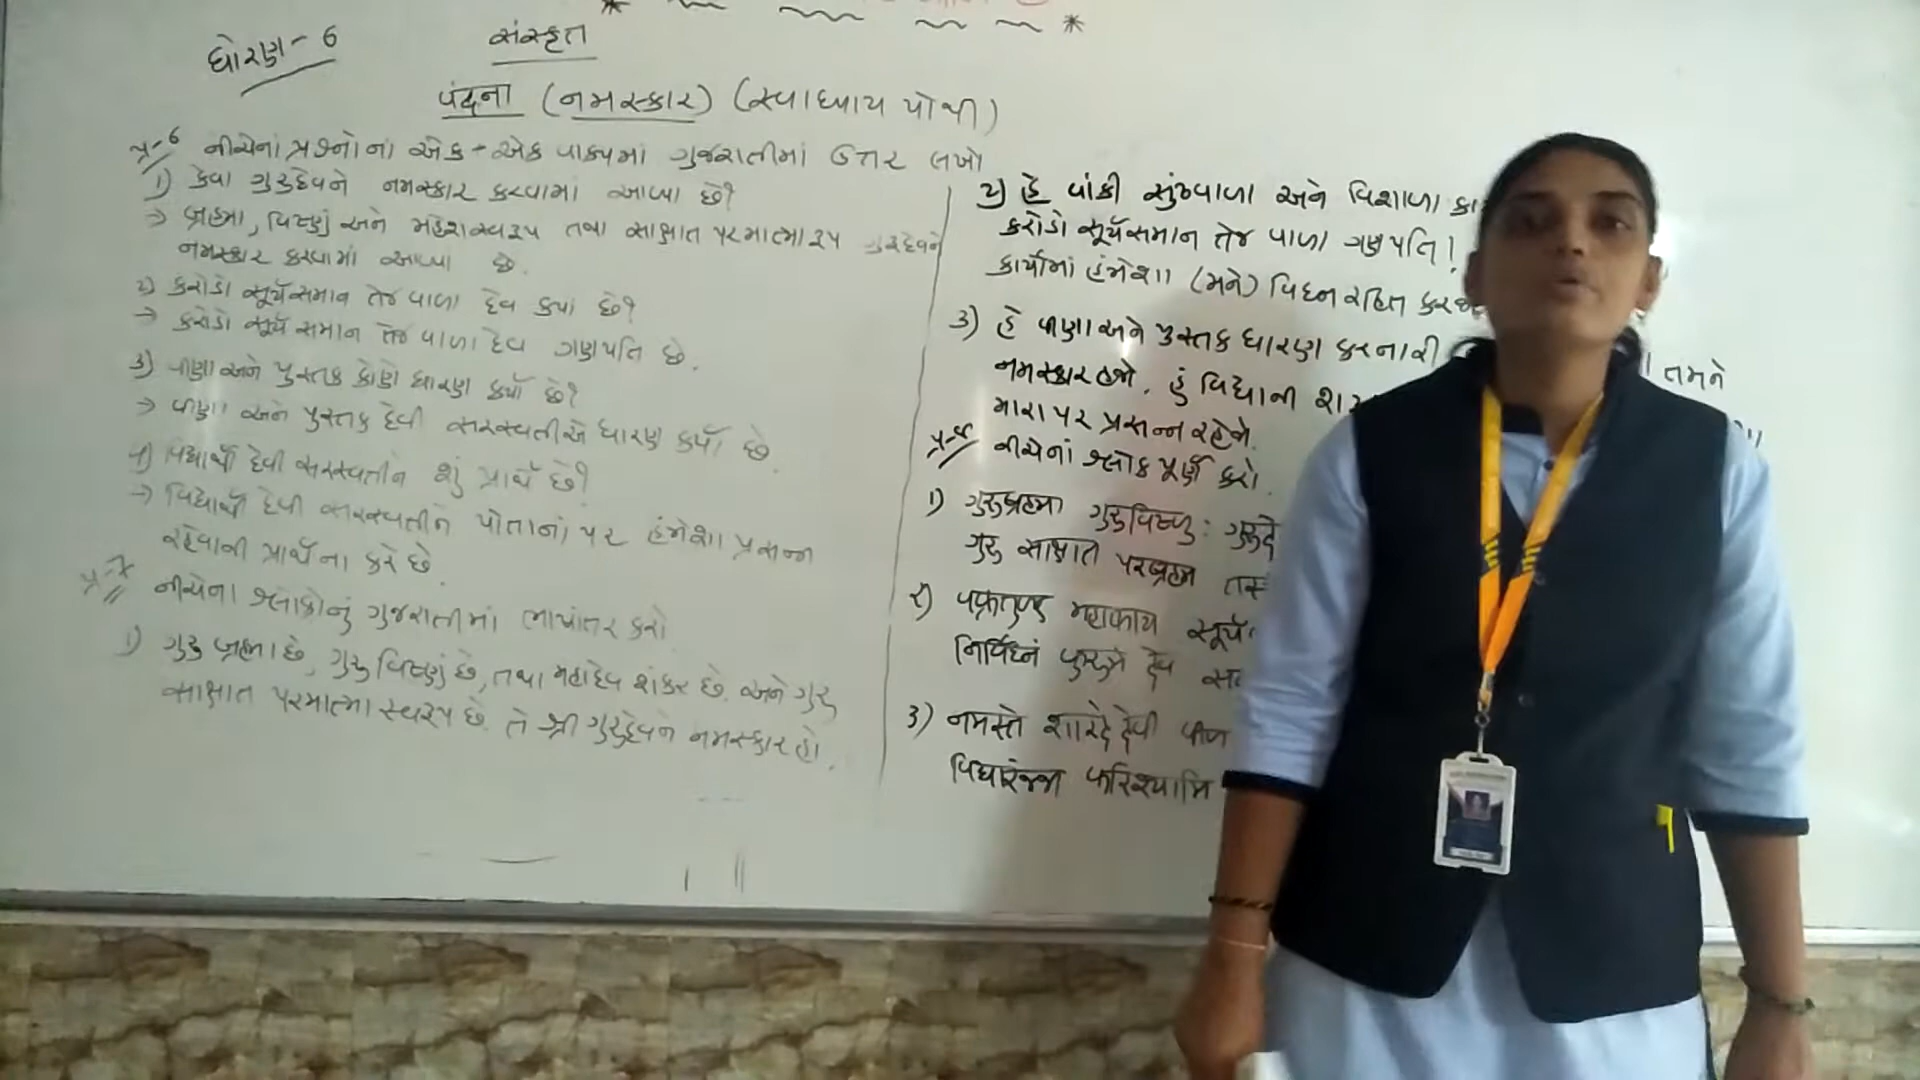 ધોરણ - 6
સંસ્કૃત
વંદના (નમસ્કાર) (સ્વાધ્યાય પોથી)
પ્ર-6 નીચેનાં પ્રશ્નોનાં એક - એક વાક્યમાં ગુજરાતીમાં ઉત્તર લખો
1) કેવા ગુરુદેવને નમસ્કાર કરવામાં આવ્યા છે?
→ બ્રહ્મા, વિષ્ણું અને મહેશસ્વરૂપ તથા સાક્ષાત પરમાત્મારૂપ ગુરુદેવને
નમસ્કાર કરવામાં આવ્યા છે.
2) કરોડો સૂર્યસમાન તેજ વાળા દેવ કયાં છે?
→ કરોડો સૂર્ય સમાન તેજ વાળા દેવ ગણપતિ છે.
3) વીણા અને પુસ્તક કોણે ધારણ કર્યાં છે?
→ વીણા અને પુસ્તક દેવી સરસ્વતીએ ધારણ કર્યાં છે.
4) વિદ્યાર્થી દેવી સરસ્વતીને શું પ્રાર્થે છે?
→ વિદ્યાર્થી દેવી સરસ્વતીને પોતાનાં પર હંમેશા પ્રસન્ન
રહેવાની પ્રાર્થના કરે છે.
પ્ર-7 નીચેના શ્લોકોનું ગુજરાતીમાં ભાષાંતર કરો
1) ગુરુ બ્રહ્મા છે, ગુરુ વિષ્ણું છે, તથા મહાદેવ શંકર છે. અને ગુરુ
સાક્ષાત પરમાત્મા સ્વરૂપ છે. તે શ્રી ગુરુદેવને નમસ્કાર હો.
2) હે વાંકી સુંઢવાળા અને વિશાળ
કરોડો સૂર્યસમાન તેજ વાળા ગણપતિ!
કાર્યોમાં હંમેશા (મને) વિઘ્ન રહિત
3) હે વીણા અને પુસ્તક ધારણ કરનારી તમને
નમસ્કાર હજો. હું વિદ્યાની
મારા પર પ્રસન્ન રહેજે.
પ્ર-8 નીચેનાં શ્લોક પૂર્ણ કરો.
1) ગુરુબ્રહ્મા ગુરુવિષ્ણુ:
ગુરુ સાક્ષાત પરબ્રહ્મ
2) વક્રતુણ્ડ મહાકાય
નિર્વિઘ્નં કુરુમે દેવ
3) નમસ્તે શારદે દેવી
વિદ્યારંભ કરિશ્યામિ